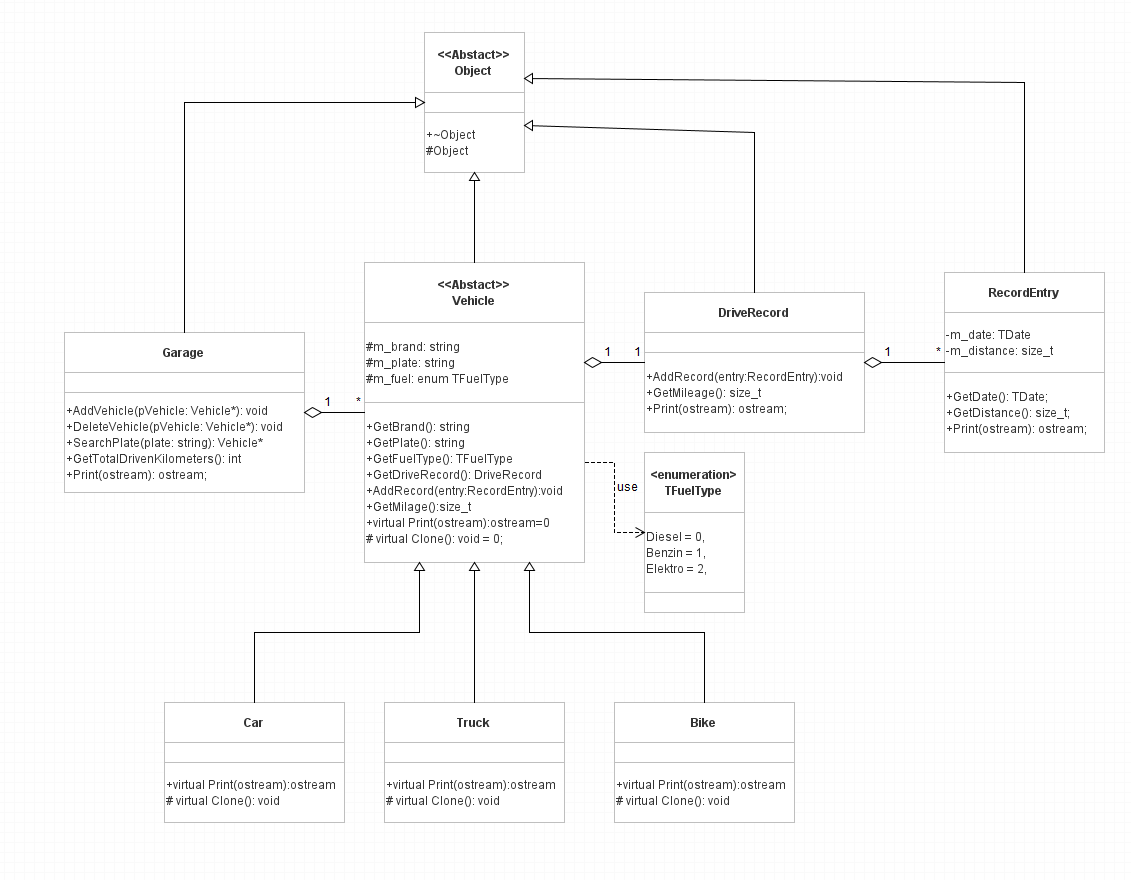 <<Abstact>>
Object
+~Object
#Object
<<Abstact>>
Vehicle
#m_brand: string
#m_plate: string
#m_fuel: enum TFuelType
+GetBrand(): string
+GetPlate(): string
+GetFuelType(): TFuelType
+GetDriveRecord(): DriveRecord
+AddRecord(entry:RecordEntry):void
+GetMilage():size_t
+virtual Print(ostream):ostream=0
# virtual Clone(): void = 0;
Garage
+AddVehicle(pVehicle: Vehicle*): void
+DeleteVehicle(pVehicle: Vehicle*): void
+SearchPlate(plate: string): Vehicle*
+GetTotalDrivenKilometers(): int
+Print(ostream): ostream;
1
*
1
1
DriveRecord
+AddRecord(entry:RecordEntry):void
+GetMileage(): size_t
+Print(ostream): ostream;
1
*
RecordEntry
-m_date: TDate
-m_distance: size_t
+GetDate(): TDate;
+GetDistance(): size_t;
+Print(ostream): ostream;
use
<enumeration>
TFuelType
Diesel = 0,
Benzin = 1,
Elektro = 2,
Car
+virtual Print(ostream):ostream
# virtual Clone(): void
Truck
+virtual Print(ostream):ostream
# virtual Clone(): void
Bike
+virtual Print(ostream):ostream
# virtual Clone(): void